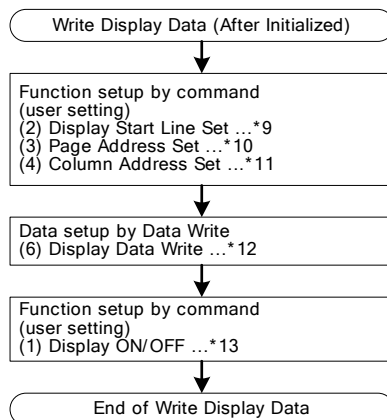 Write Display Data (After Initialized)
Function setup by command
(user setting)
(2) Display Start Line Set ...*9
(3) Page Address Set ...*10
(4) Column Address Set ...*11
Data setup by Data Write
(6) Display Data Write ...*12
Function setup by command
(user setting)
(1) Display ON/OFF ...*13
End of Write Display Data